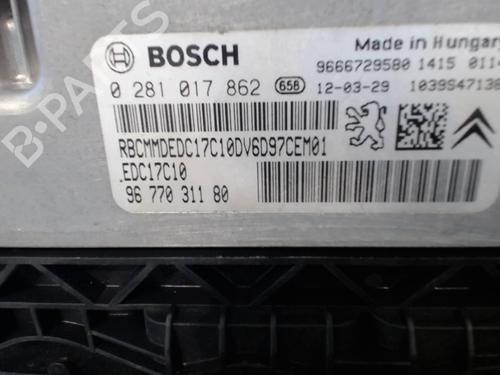 BOSCH
Made in Hungary
0 281 017 862 658
9666729580 1415 0114
12-03-29 1039S47138
RBCMMDEDC17C10DV6D97CEM01
EDC17C10
96 770 311 80
B-PARTS